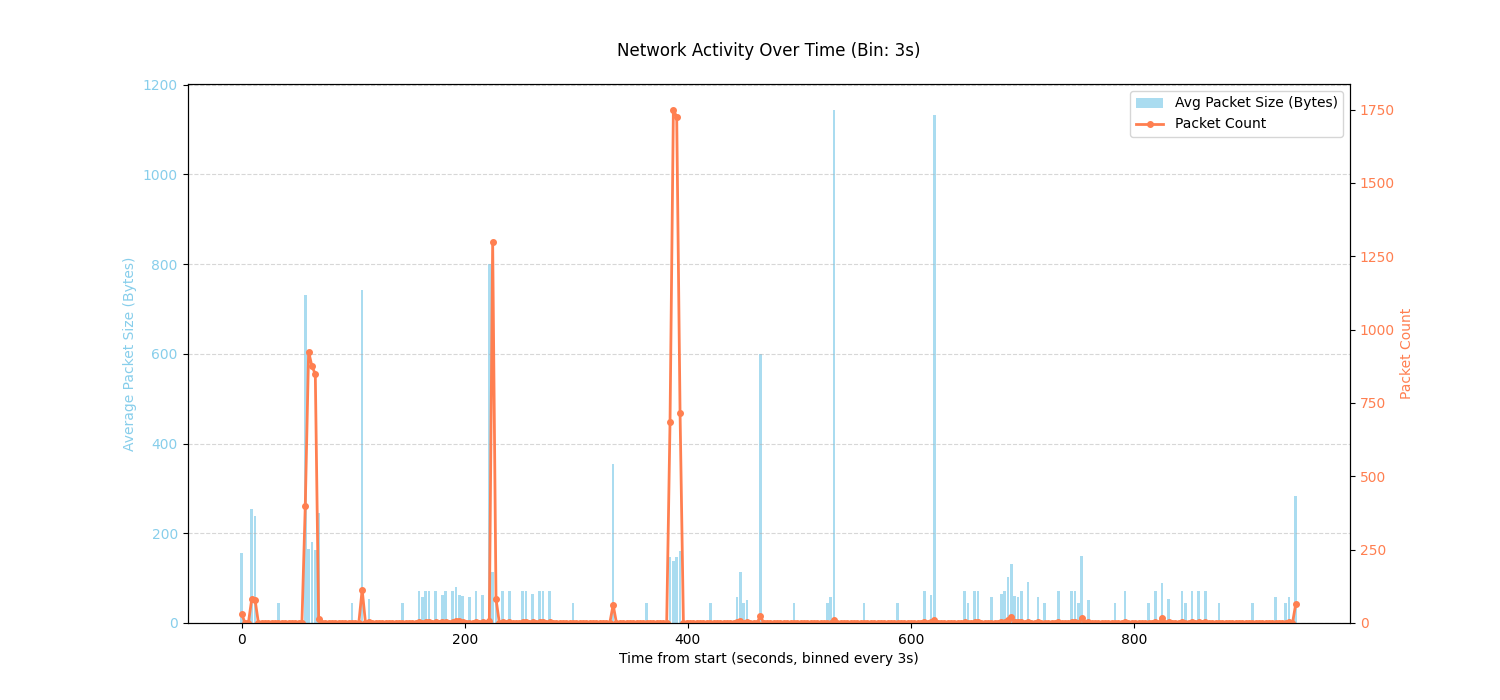 Network Activity Over Time (Bin: 3s)
Avg Packet Size (Bytes)
Packet Count
Average Packet Size (Bytes)
1200
1000
800
600
400
200
0
1750
1500
1250
1000
750
500
250
0
Packet Count
0 200 400 600 800
Time from start (seconds, binned every 3s)